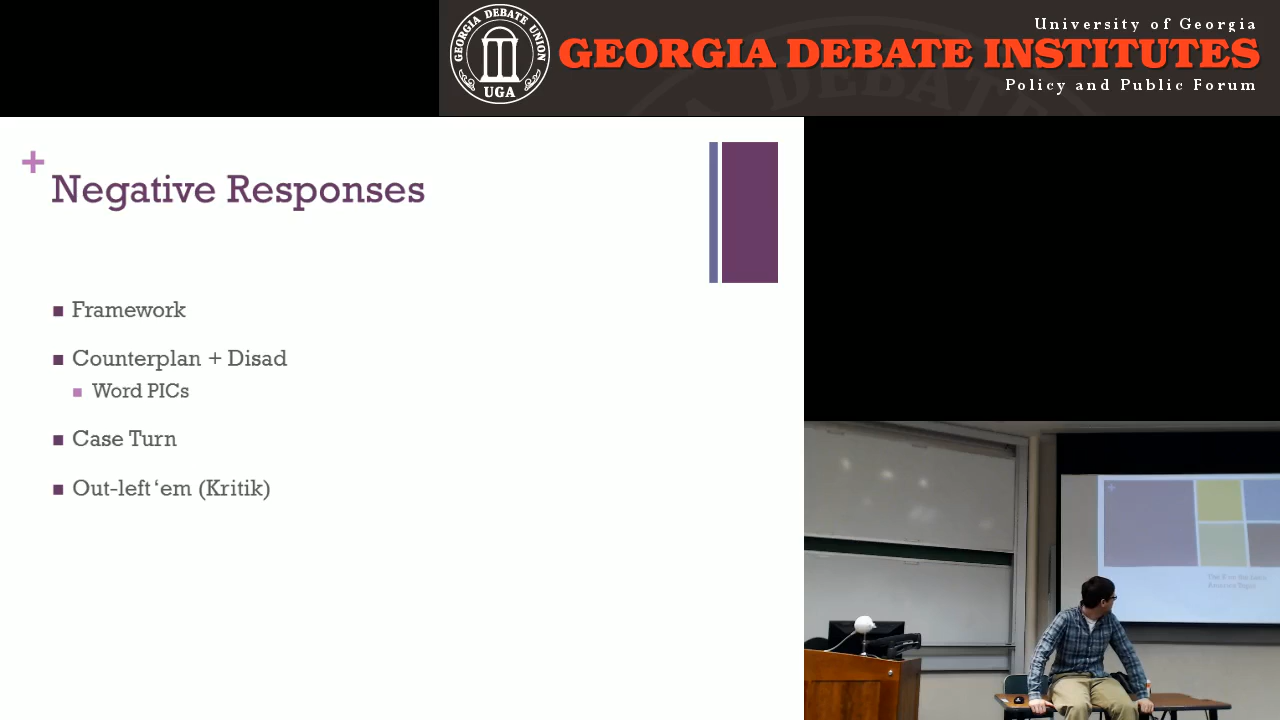 GEORGIA DEBATE UNION
UGA
University of Georgia
GEORGIA DEBATE INSTITUTES
Policy and Public Forum
+
Negative Responses
Framework
Counterplan + Disad
Word PICs
Case Turn
Out-left ‘em (Kritik)